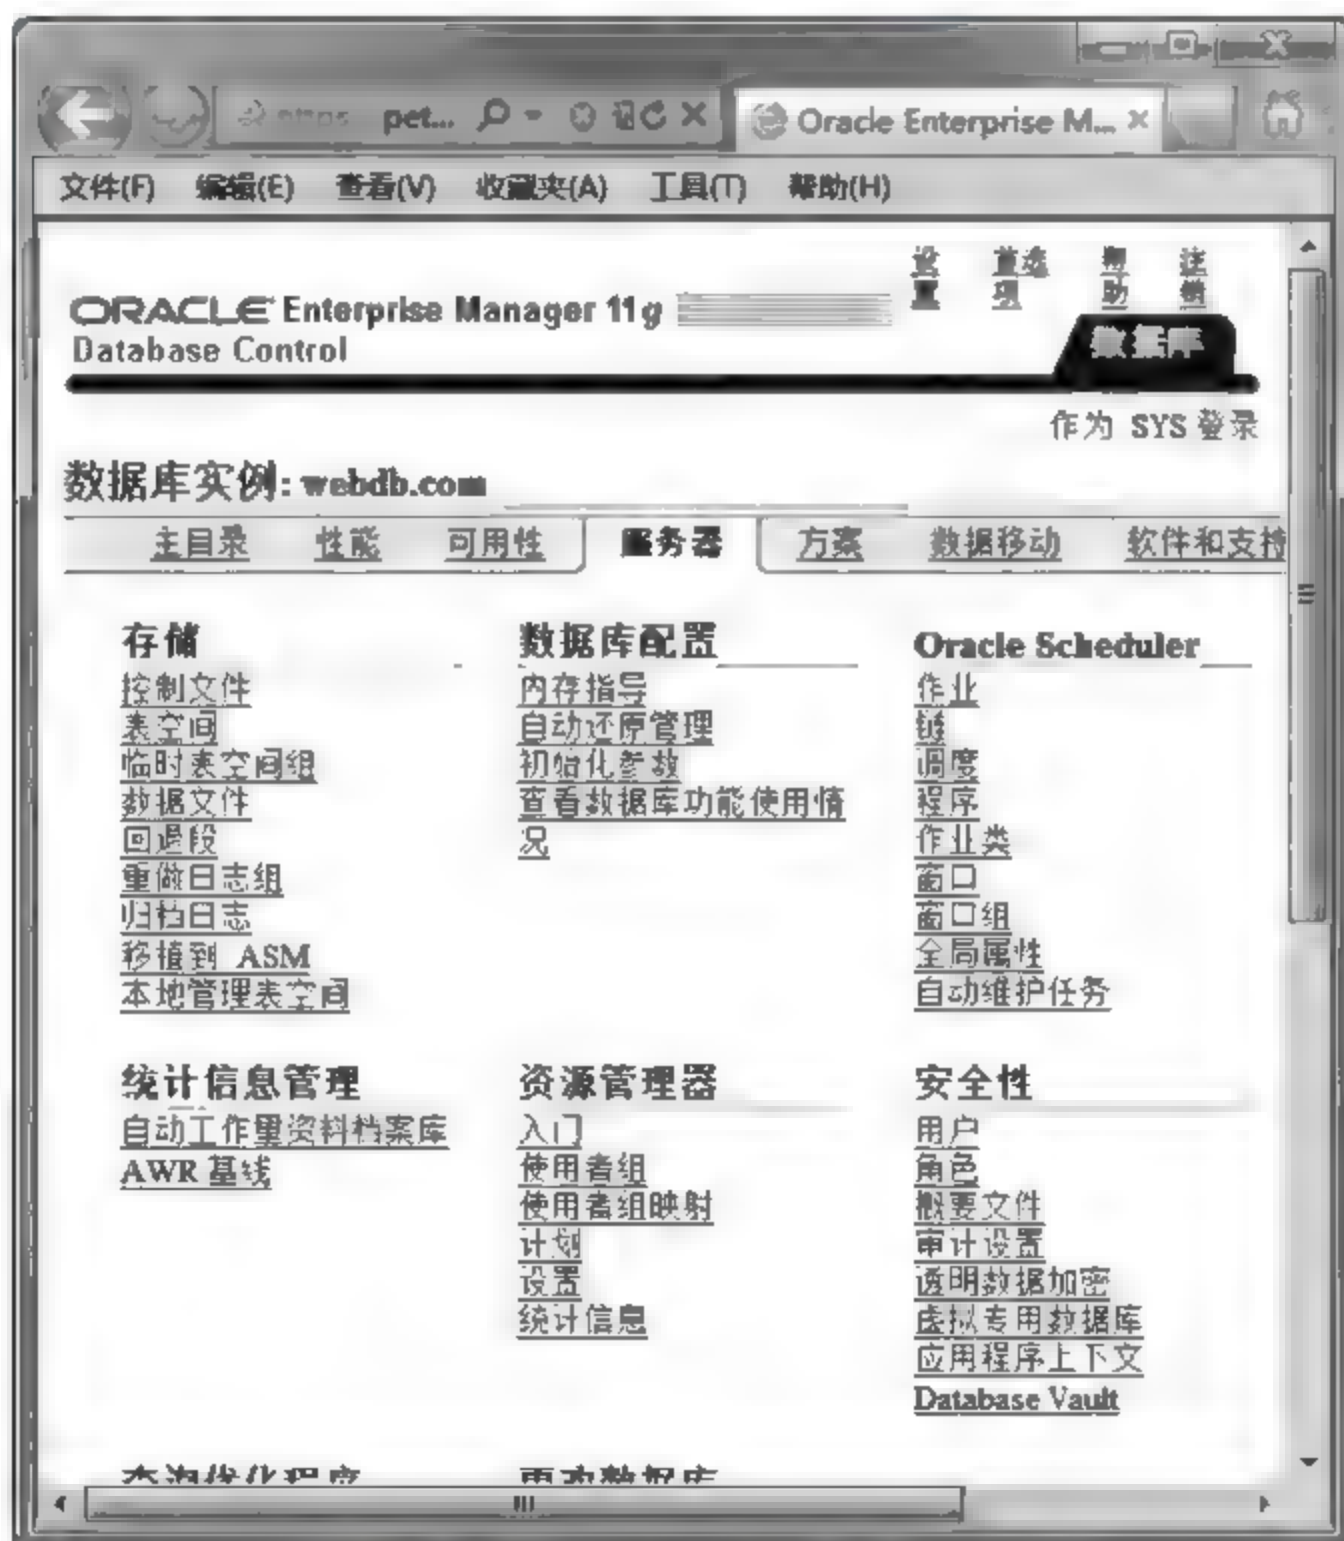 pet...
Oracle Enterprise M...
文件(F) 编辑(E) 查看(V) 收藏夹(A) 工具(T) 帮助(H)
设置 首选项 帮助 注销
ORACLE Enterprise Manager 11g
Database Control
数据库
作为 SYS 登录
数据库实例: webdb.com
主目录 性能 可用性 服务器 方案 数据移动 软件和支持
存储
控制文件
表空间
临时表空间组
数据文件
回退段
重做日志组
归档日志
移植到 ASM
本地管理表空间
数据库配置
内存指导
自动还原管理
初始化参数
查看数据库功能使用情
况
Oracle Scheduler
作业
链
调度
程序
作业类
窗口
窗口组
全局属性
自动维护任务
统计信息管理
自动工作量资料档案库
AWR 基线
资源管理器
入门
使用者组
使用者组映射
计划
设置
统计信息
安全性
用户
角色
概要文件
审计设置
透明数据加密
虚拟专用数据库
应用程序上下文
Database Vault
查询优化程序
更改数据库